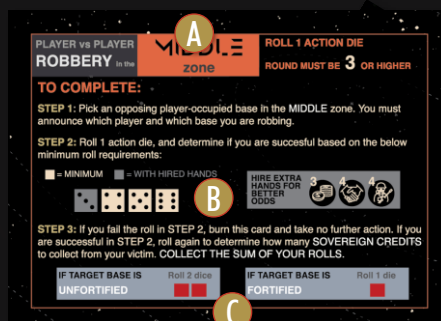 A
PLAYER vs PLAYER
ROBBERY In the
MIDDLE
zone
ROLL 1 ACTION DIE
ROUND MUST BE 3 OR HIGHER
TO COMPLETE:
STEP 1: Pick an opposing player-occupied base in the MIDDLE zone. You must
announce which player and which base you are robbing.
STEP 2: Roll 1 action die, and determine if you are succesful based on the below
minimum roll requirements:
= MINIMUM = WITH HIRED HANDS
B
HIRE EXTRA
HANDS FOR
BETTER
ODDS
3 4 4
STEP 3: If you fail the roll in STEP 2, burn this card and take no further action. If you
are successful in STEP 2, roll again to determine how many SOVEREIGN CREDITS
to collect from your victim. COLLECT THE SUM OF YOUR ROLLS.
IF TARGET BASE IS Roll 2 dice
UNFORTIFIED
IF TARGET BASE IS Roll 1 die
FORTIFIED
C